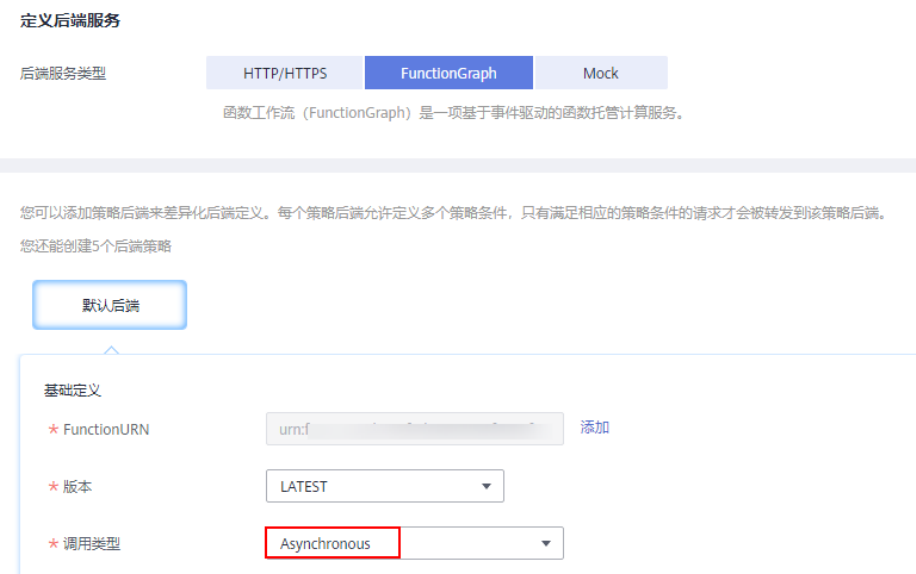 定义后端服务
后端服务类型 HTTP/HTTPS FunctionGraph Mock
函数工作流（FunctionGraph）是一项基于事件驱动的函数托管计算服务。
您可以添加策略后端来差异化后端定义。每个策略后端允许定义多个策略条件，只有满足相应的策略条件的请求才会被转发到该策略后端。
您还能创建5个后端策略
默认后端
基础定义
* FunctionURN urn:f 添加
* 版本 LATEST
* 调用类型 Asynchronous